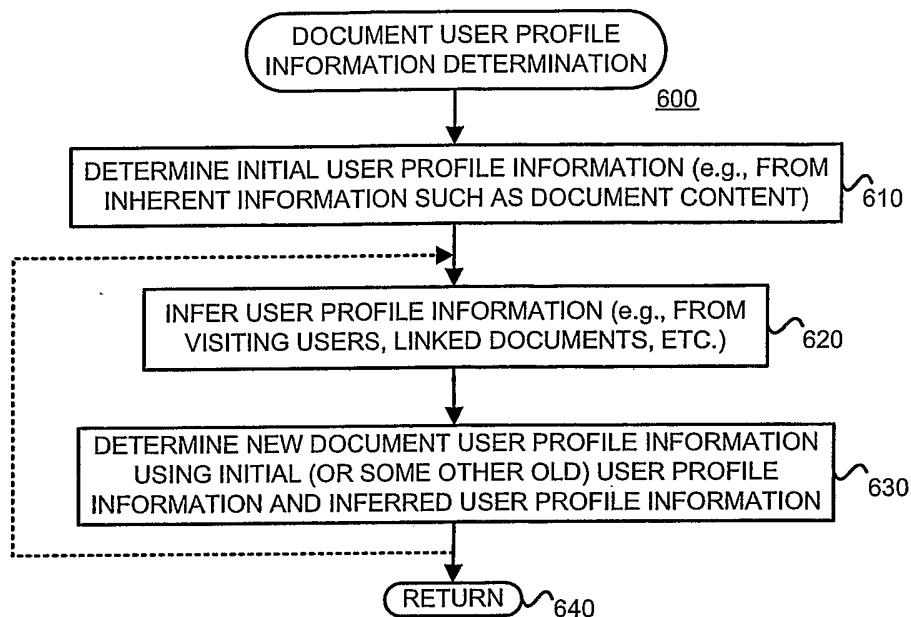 DOCUMENT USER PROFILE
INFORMATION DETERMINATION
600
DETERMINE INITIAL USER PROFILE INFORMATION (e.g., FROM
INHERENT INFORMATION SUCH AS DOCUMENT CONTENT)
610
INFER USER PROFILE INFORMATION (e.g., FROM
VISITING USERS, LINKED DOCUMENTS, ETC.)
620
DETERMINE NEW DOCUMENT USER PROFILE INFORMATION
USING INITIAL (OR SOME OTHER OLD) USER PROFILE
INFORMATION AND INFERRED USER PROFILE INFORMATION
630
RETURN
640